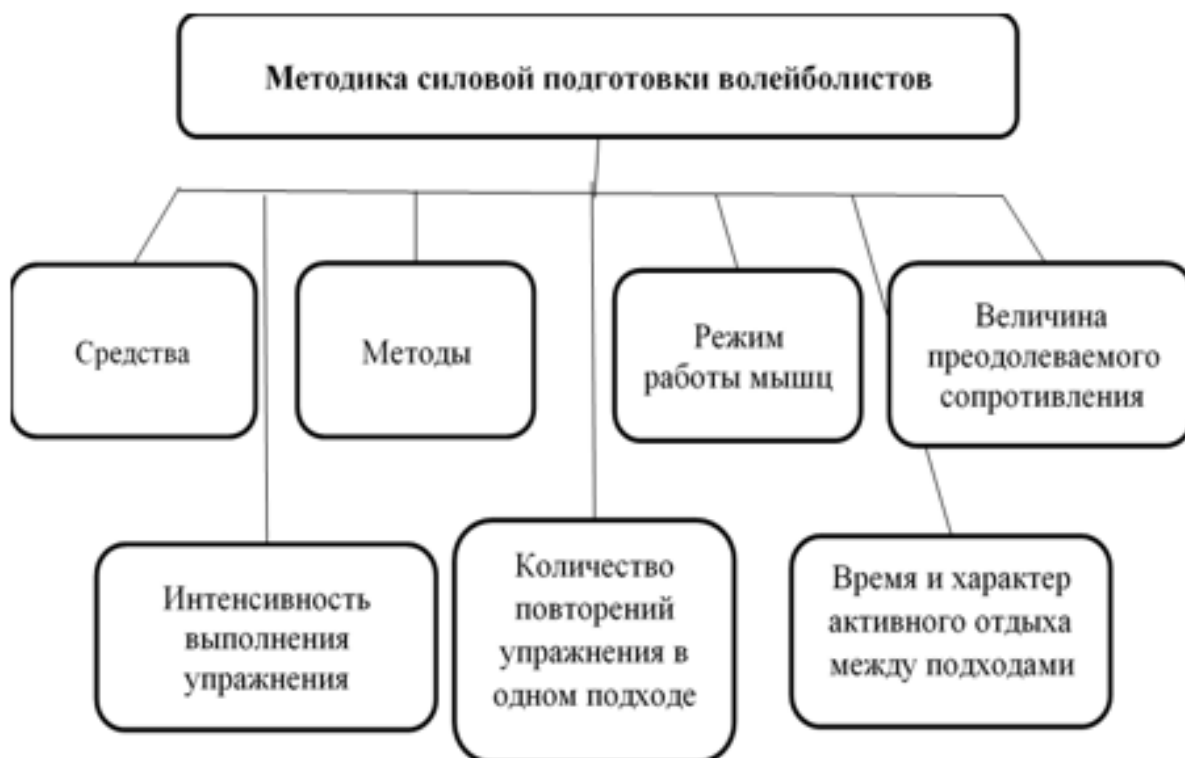 Методика силовой подготовки волейболистов
Средства
Методы
Режим
работы мышц
Величина
преодолеваемого
сопротивления
Интенсивность
выполнения
упражнения
Количество
повторений
упражнения в
одном подходе
Время и характер
активного отдыха
между подходами